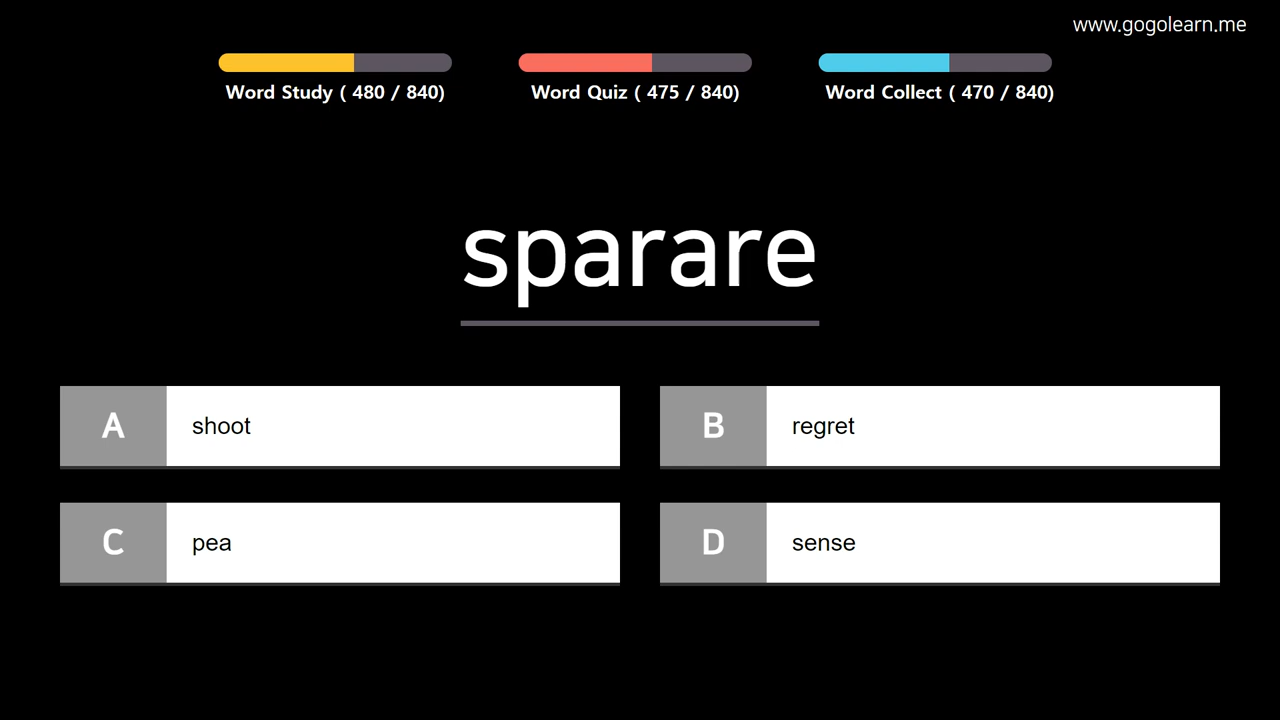 www.gogolearn.me
Word Study ( 480 / 840)
Word Quiz ( 475 / 840)
Word Collect ( 470 / 840)
sparare
A shoot
B regret
C pea
D sense